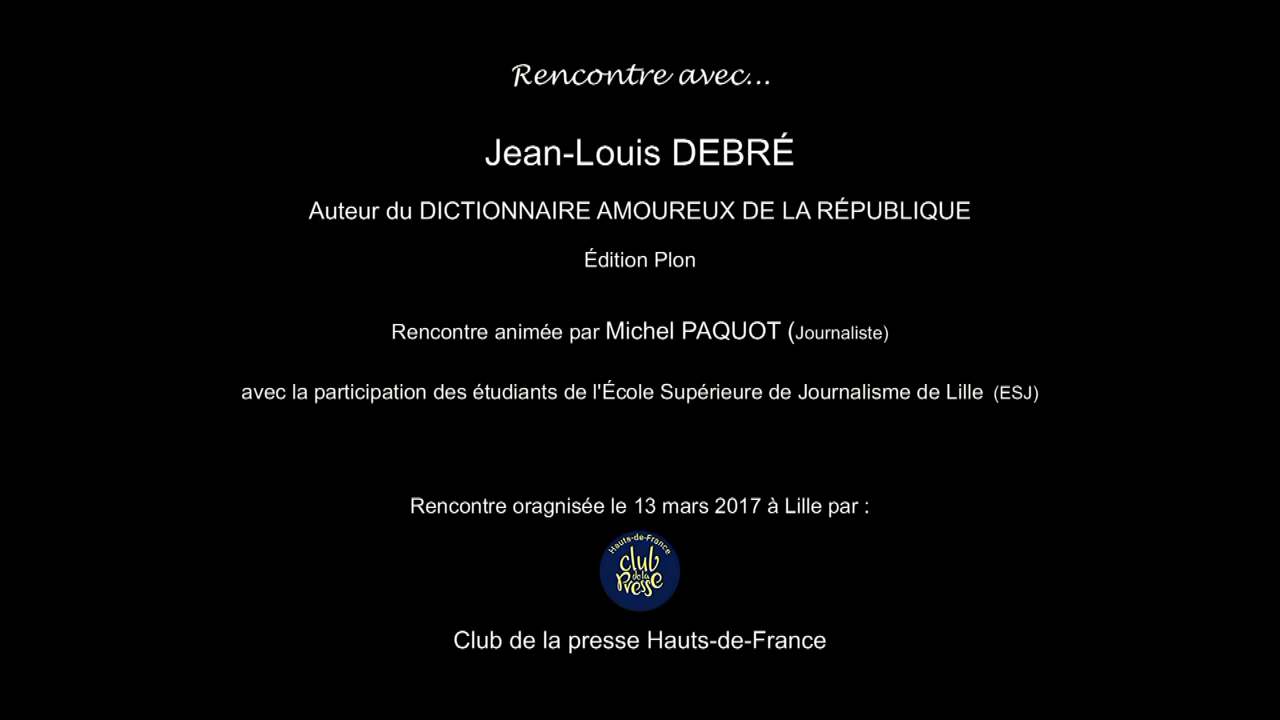 Rencontre avec...
Jean-Louis DEBRÉ
Auteur du DICTIONNAIRE AMOUREUX DE LA RÉPUBLIQUE
Édition Plon
Rencontre animée par Michel PAQUOT (Journaliste)
avec la participation des étudiants de l'École Supérieure de Journalisme de Lille (ESJ)
Rencontre oragnisée le 13 mars 2017 à Lille par :
Hauts-de-France
club
de la
Presse
Club de la presse Hauts-de-France